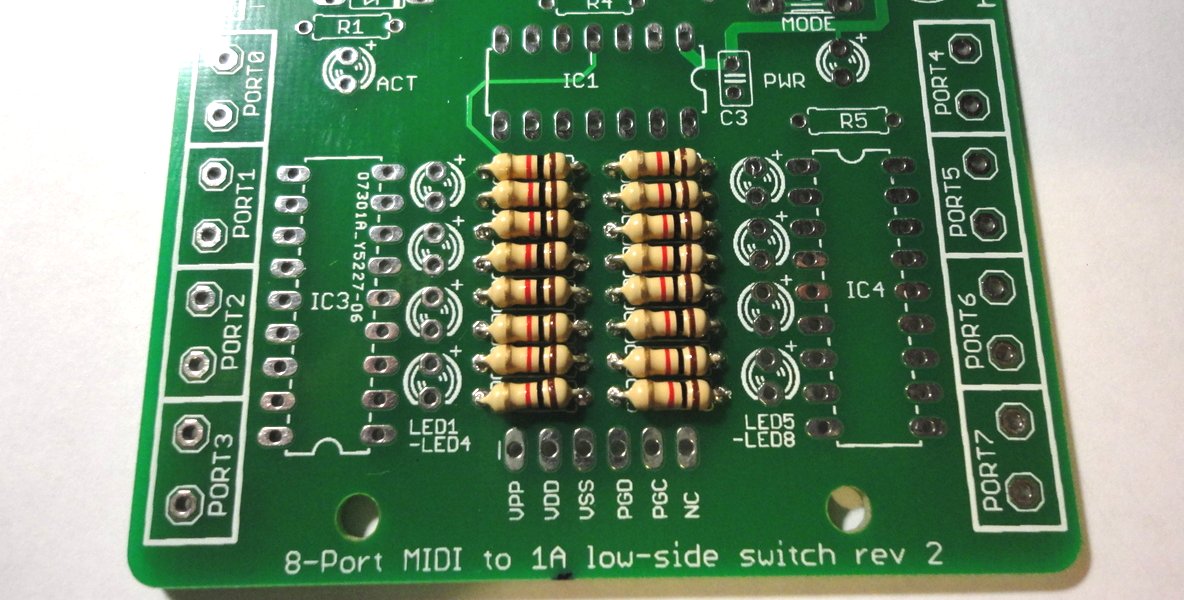 R4
R1
MODE
ACT
IC1
C3
PWR
R5
PORT0
PORT1
PORT2
PORT3
IC3
07301A_Y5227-06
PORT4
PORT5
PORT6
PORT7
IC4
LED1
-LED4
LED5
-LED8
VPP
VDD
VSS
PGD
PGC
NC
8-Port MIDI to 1A low-side switch rev 2